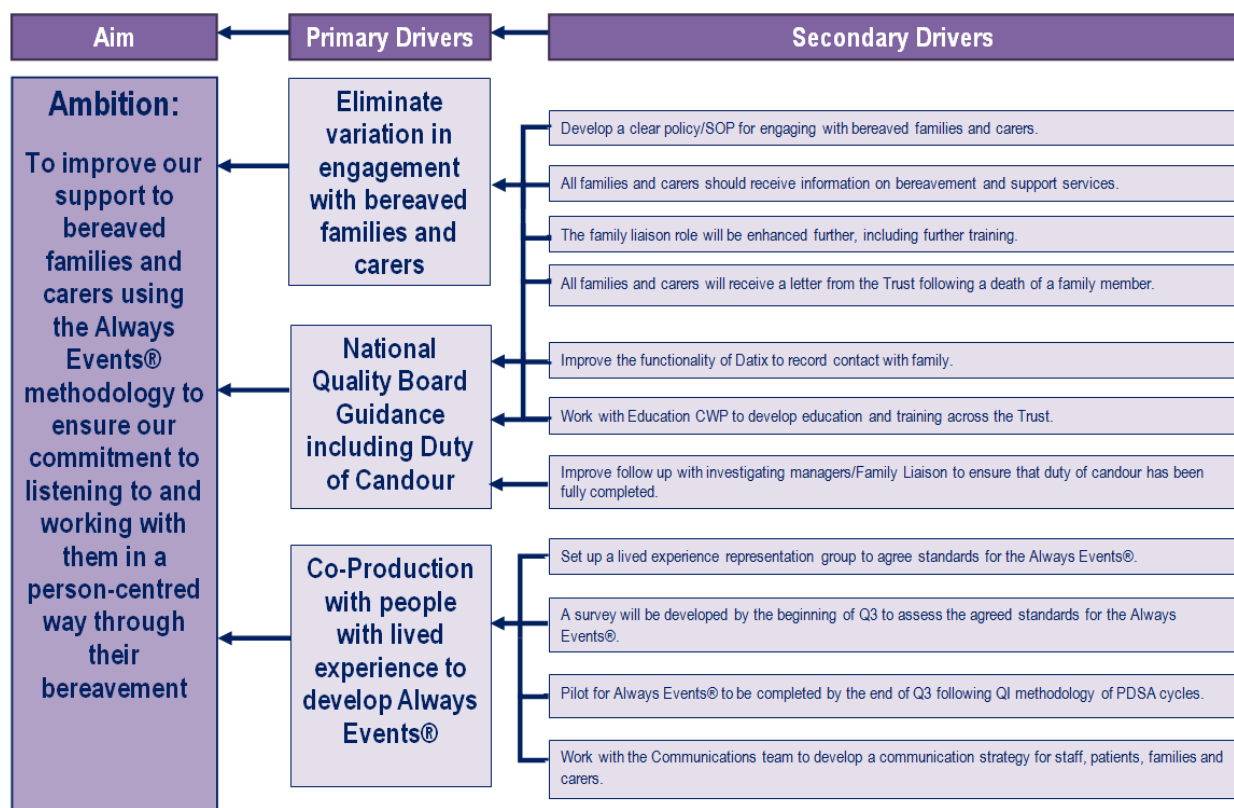 Aim
Primary Drivers
Secondary Drivers
Ambition:
To improve our
support to
bereaved
families and
carers using
the Always
Events®
methodology to
ensure our
commitment to
listening to and
working with
them in a
person-centred
way through
their
bereavement
Eliminate
variation in
engagement
with bereaved
families and
carers
National
Quality Board
Guidance
including Duty
of Candour
Co-Production
with people
with lived
experience to
develop Always
Events®
Develop a clear policy/SOP for engaging with bereaved families and carers.
All families and carers should receive information on bereavement and support services.
The family liaison role will be enhanced further, including further training.
All families and carers will receive a letter from the Trust following a death of a family member.
Improve the functionality of Datix to record contact with family.
Work with Education CWP to develop education and training across the Trust.
Improve follow up with investigating managers/Family Liaison to ensure that duty of candour has been
fully completed.
Set up a lived experience representation group to agree standards for the Always Events®.
A survey will be developed by the beginning of Q3 to assess the agreed standards for the Always
Events®.
Pilot for Always Events® to be completed by the end of Q3 following QI methodology of PDSA cycles.
Work with the Communications team to develop a communication strategy for staff, patients, families and
carers.